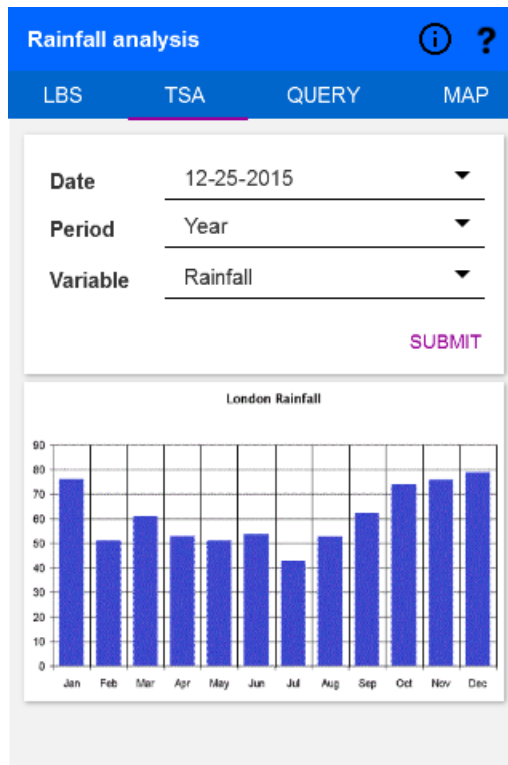 Rainfall analysis ?
LBS TSA QUERY MAP
Date 12-25-2015
Period Year
Variable Rainfall
SUBMIT
London Rainfall
90
80
70
60
50
40
30
20
10
0
Jan Feb Mar Apr May Jun Jul Aug Sep Oct Nov Dec